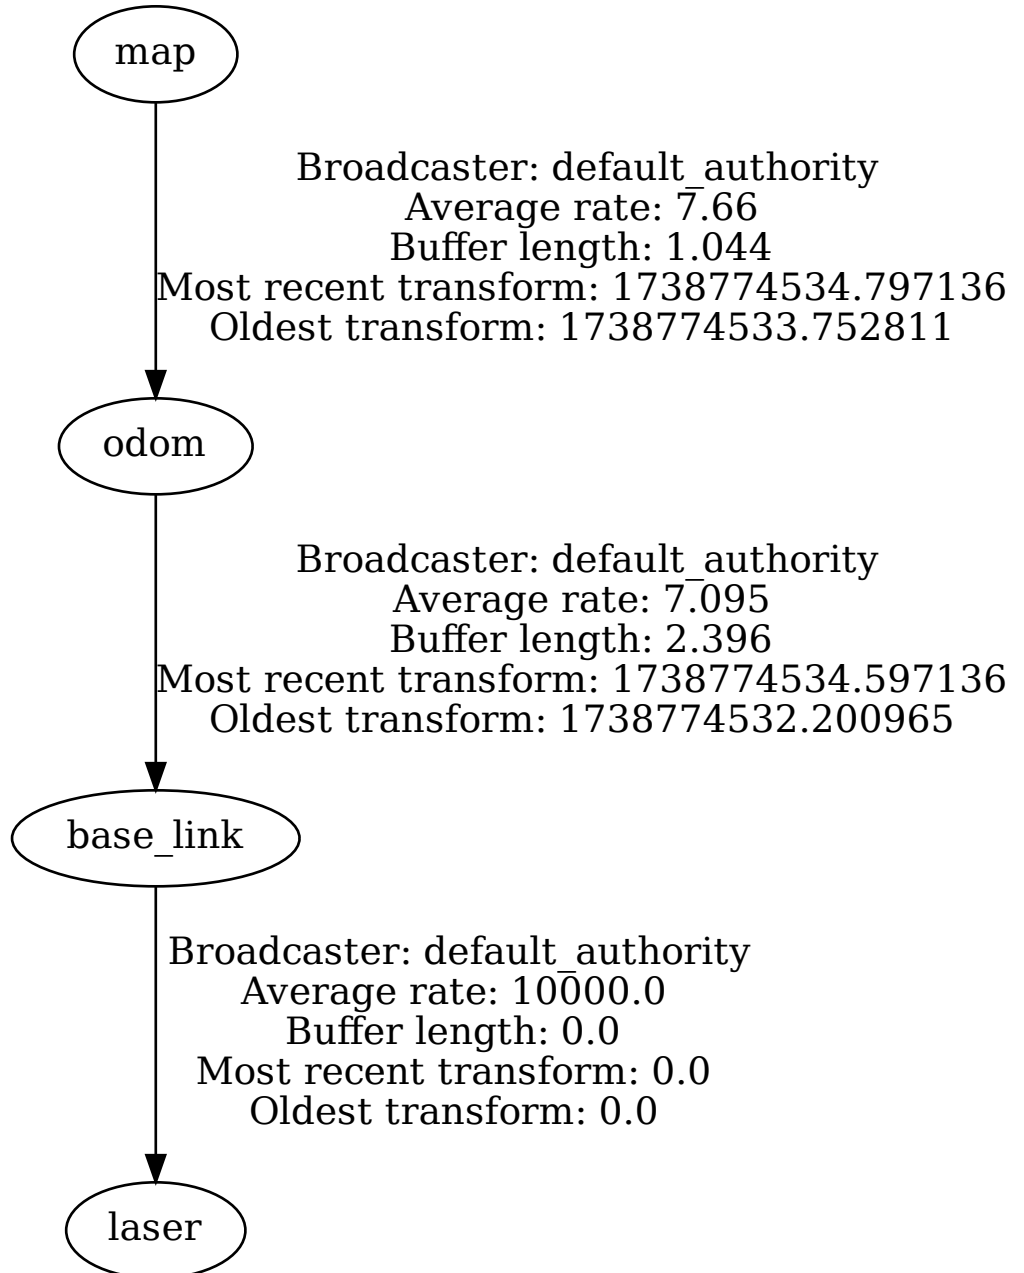 map
Broadcaster: default_authority
Average rate: 7.66
Buffer length: 1.044
Most recent transform: 1738774534.797136
Oldest transform: 1738774533.752811
odom
Broadcaster: default_authority
Average rate: 7.095
Buffer length: 2.396
Most recent transform: 1738774534.597136
Oldest transform: 1738774532.200965
base_link
Broadcaster: default_authority
Average rate: 10000.0
Buffer length: 0.0
Most recent transform: 0.0
Oldest transform: 0.0
laser